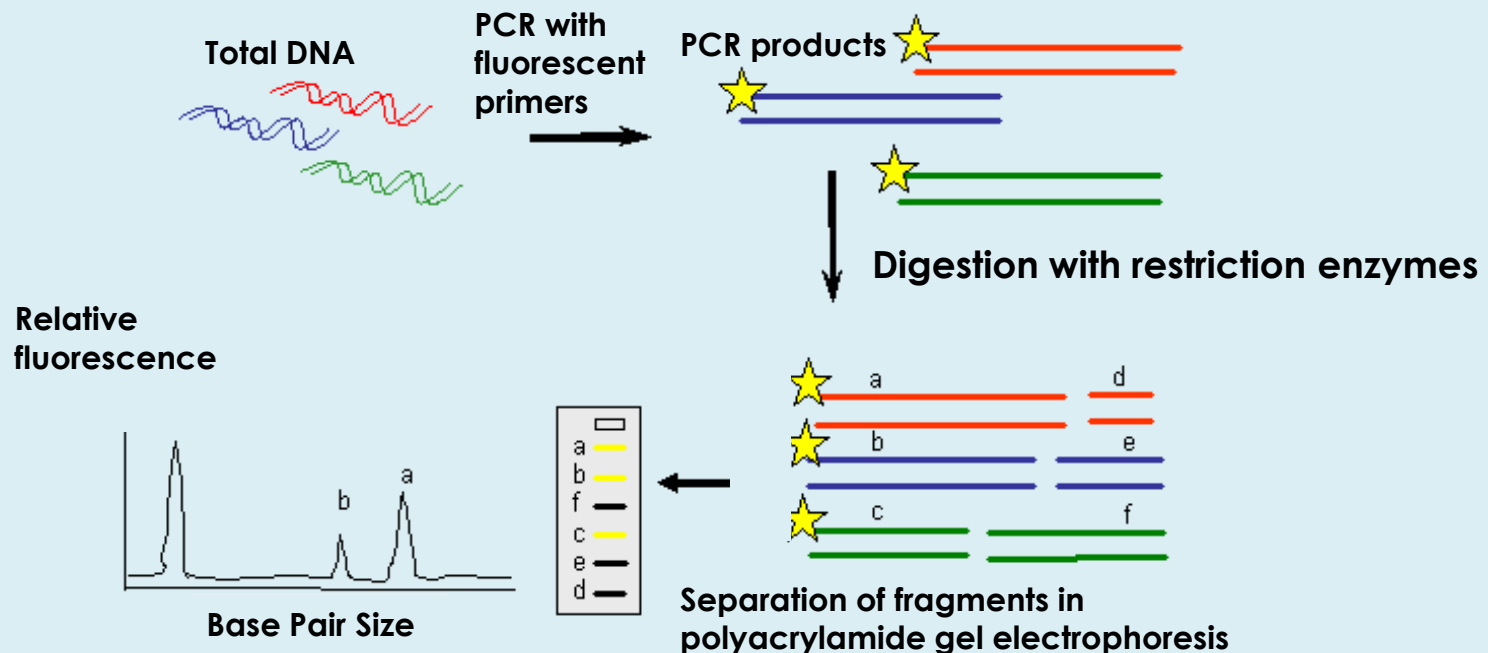 Total DNA
PCR with
fluorescent
primers
PCR products
Digestion with restriction enzymes
a
d
b
e
c
f
Separation of fragments in
polyacrylamide gel electrophoresis
a
b
f
c
e
d
Relative
fluorescence
b
a
Base Pair Size